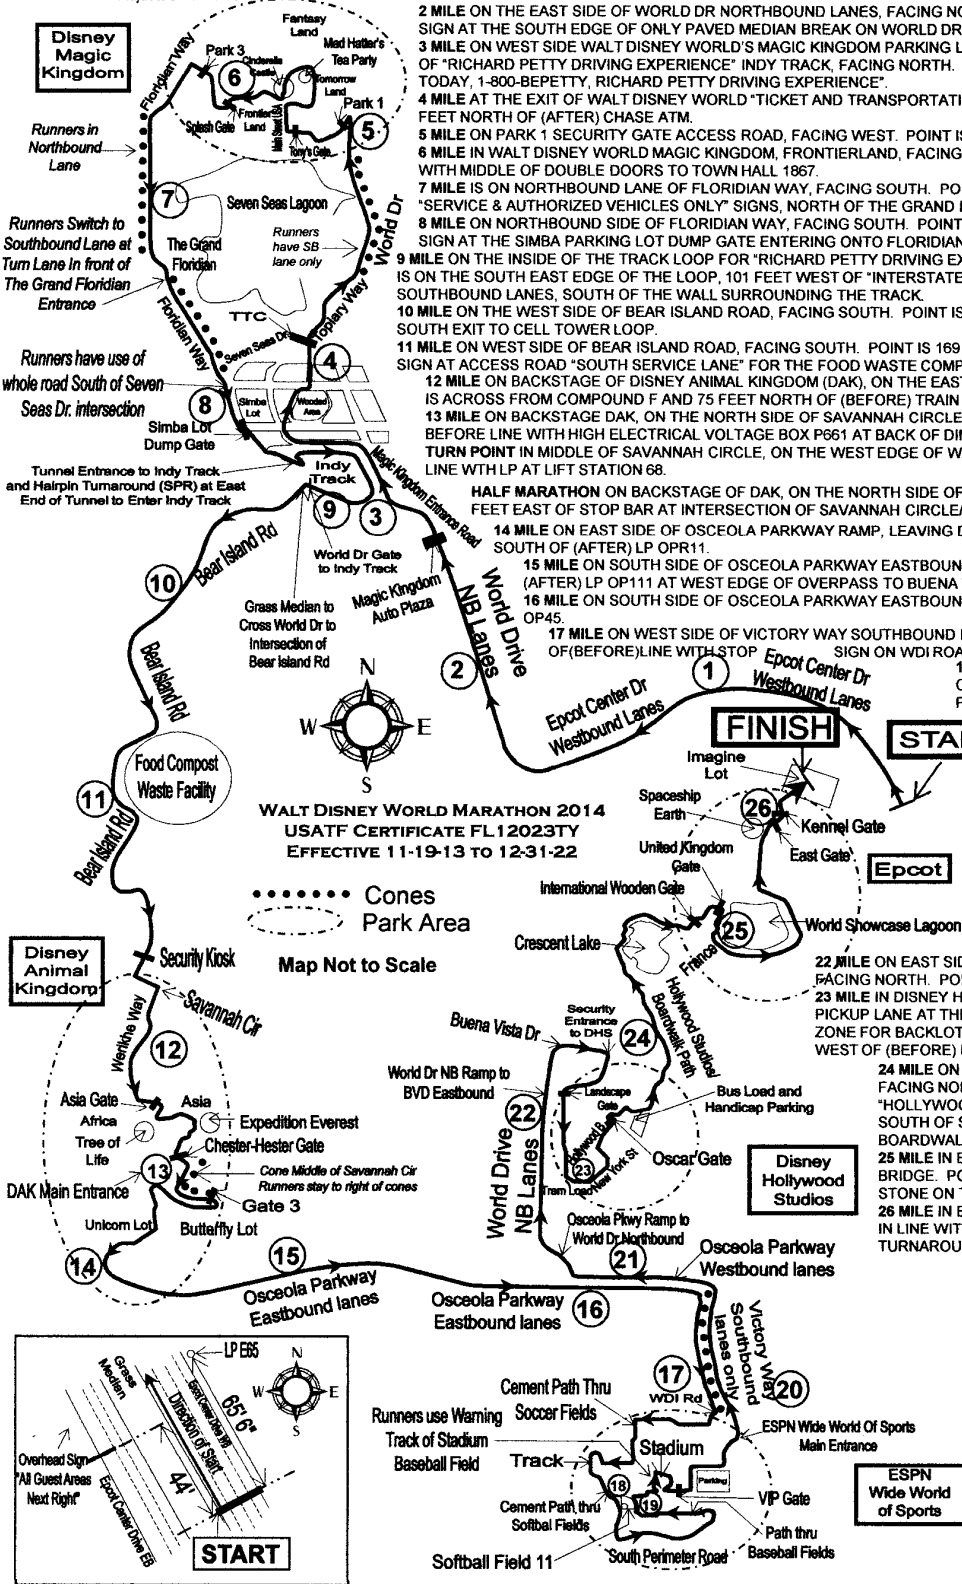 2 MILE ON THE EAST SIDE OF WORLD DR NORTHBOUND LANES, FACING NO
SIGN AT THE SOUTH EDGE OF ONLY PAVED MEDIAN BREAK ON WORLD DR
3 MILE ON WEST SIDE WALT DISNEY WORLD'S MAGIC KINGDOM PARKING L
OF "RICHARD PETTY DRIVING EXPERIENCE" INDY TRACK, FACING NORTH.
TODAY, 1-800-BEPETTY, RICHARD PETTY DRIVING EXPERIENCE".
4 MILE AT THE EXIT OF WALT DISNEY WORLD "TICKET AND TRANSPORTATI
FEET NORTH OF (AFTER) CHASE ATM.
5 MILE ON PARK 1 SECURITY GATE ACCESS ROAD, FACING WEST. POINT IS
6 MILE IN WALT DISNEY WORLD MAGIC KINGDOM, FRONTIERLAND, FACING
WITH MIDDLE OF DOUBLE DOORS TO TOWN HALL 1867.
7 MILE IS ON NORTHBOUND LANE OF FLORIDIAN WAY, FACING SOUTH. PO
"SERVICE & AUTHORIZED VEHICLES ONLY" SIGNS, NORTH OF THE GRAND
8 MILE ON NORTHBOUND SIDE OF FLORIDIAN WAY, FACING SOUTH. POINT
SIGN AT THE SIMBA PARKING LOT DUMP GATE ENTERING ONTO FLORIDIAN
9 MILE ON THE INSIDE OF THE TRACK LOOP FOR "RICHARD PETTY DRIVING EX
IS ON THE SOUTH EAST EDGE OF THE LOOP, 101 FEET WEST OF "INTERSTATE
SOUTHBOUND LANES, SOUTH OF THE WALL SURROUNDING THE TRACK.
10 MILE ON THE WEST SIDE OF BEAR ISLAND ROAD, FACING SOUTH. POINT IS
SOUTH EXIT TO CELL TOWER LOOP.
11 MILE ON WEST SIDE OF BEAR ISLAND ROAD, FACING SOUTH. POINT IS 169
SIGN AT ACCESS ROAD "SOUTH SERVICE LANE" FOR THE FOOD WASTE COMP
12 MILE ON BACKSTAGE OF DISNEY ANIMAL KINGDOM (DAK), ON THE EAST
IS ACROSS FROM COMPOUND F AND 75 FEET NORTH OF (BEFORE) TRAIN
13 MILE ON BACKSTAGE DAK, ON THE NORTH SIDE OF SAVANNAH CIRCLE
BEFORE LINE WITH HIGH ELECTRICAL VOLTAGE BOX P661 AT BACK OF DI
TURN POINT IN MIDDLE OF SAVANNAH CIRCLE, ON THE WEST EDGE OF W
LINE WTH LP AT LIFT STATION 68.
HALF MARATHON ON BACKSTAGE OF DAK, ON THE NORTH SIDE OF
FEET EAST OF STOP BAR AT INTERSECTION OF SAVANNAH CIRCLE
14 MILE ON EAST SIDE OF OSCEOLA PARKWAY RAMP, LEAVING D
SOUTH OF (AFTER) LP OPR11.
15 MILE ON SOUTH SIDE OF OSCEOLA PARKWAY EASTBOUN
(AFTER) LP OP111 AT WEST EDGE OF OVERPASS TO BUENA
16 MILE ON SOUTH SIDE OF OSCEOLA PARKWAY EASTBOUN
OP45.
17 MILE ON WEST SIDE OF VICTORY WAY SOUTHBOUND
OF(BEFORE)LINE WITH STOP SIGN ON WDI ROA
Disney
Magic
Kingdom
Fantasy
Land
Floridian Way
Park 3
Cinderella
Castle
Mad Hatter's
Tea Party
6
Tomorrow
Land
Splash Gate
Frontier
Land
Main Street USA
Park 1
5
Tony's Gate
Runners in
Northbound
Lane
7
Seven Seas Lagoon
World Dr
Runners Switch to
Southbound Lane at
Turn Lane In front of
The Grand Floridian
Entrance
The Grand
Floridian
Runners
have SB
lane only
TTC
Topiary Way
Floridian Way
Seven Seas Dr
4
Runners have use of
whole road South of Seven
Seas Dr. intersection
8
Simba
Lot
Wooded
Area
Simba Lot
Dump Gate
Tunnel Entrance to Indy Track
and Hairpin Turnaround (SPR) at East
End of Tunnel to Enter Indy Track
Indy
Track
Magic Kingdom Entrance Road
9
3
Bear Island Rd
World Dr Gate
to Indy Track
10
Magic Kingdom
Auto Plaza
World Drive
NB Lanes
Grass Median to
Cross World Dr to
Intersection of
Bear Island Rd
Bear Island Rd
2
1
Epcot Center Dr
Westbound Lanes
Epcot Center Dr
Westbound Lanes
N
W E
S
FINISH
STA
Imagine
Lot
Food Compost
Waste Facility
11
Bear Island Rd
WALT DISNEY WORLD MARATHON 2014
USATF CERTIFICATE FL12023TY
EFFECTIVE 11-19-13 TO 12-31-22
Spaceship
Earth
26
Kennel Gate
East Gate
United Kingdom
Gate
Epcot
Cones
Park Area
International Wooden Gate
25
World Showcase Lagoon
Crescent Lake
France
Map Not to Scale
Disney
Animal
Kingdom
Security Kiosk
Savannah Cir
Hollywood Studios/
Boardwalk Path
22 MILE ON EAST SID
FACING NORTH. PO
23 MILE IN DISNEY H
PICKUP LANE AT TH
ZONE FOR BACKLOT
WEST OF (BEFORE)
24 MILE ON
FACING NO
"HOLLYWOO
SOUTH OF S
BOARDWAL
25 MILE IN E
BRIDGE. PO
STONE ON T
26 MILE IN E
IN LINE WIT
TURNAROU
Werikhe Way
12
Buena Vista Dr
Security
Entrance
to DHS
24
World Dr NB Ramp to
BVD Eastbound
22
Landscape
Gate
Bus Load and
Handicap Parking
Asia Gate
Africa
Asia
Tree of
Life
Expedition Everest
Chester-Hester Gate
13
DAK Main Entrance
Cone Middle of Savannah Cir
Runners stay to right of cones
Gate 3
Unicorn Lot
Butterfly Lot
World Drive
NB Lanes
Hollywood B
23
New York St
Tram Load
Oscar Gate
Disney
Hollywood
Studios
Osceola Pkwy Ramp to
World Dr Northbound
14
15
Osceola Parkway
Eastbound lanes
21
Osceola Parkway
Westbound lanes
Osceola Parkway
Eastbound lanes
16
Victory Way
Southbound
lanes only
17
WDI Rd
20
Cement Path Thru
Soccer Fields
ESPN Wide World Of Sports
Main Entrance
Runners use Warning
Track of Stadium
Baseball Field
Stadium
Track
Parking
18
19
VIP Gate
Cement Path thru
Softbal Fields
Path thru
Baseball Fields
South Perimeter Road
Softball Field 11
ESPN
Wide World
of Sports
LP E65
Grass
Median
N
W E
S
Epcot Center Drive WB
65'6"
Direction of Start
44'
Overhead Sign
"All Guest Areas
Next Right"
Epcot Center Drive EB
START